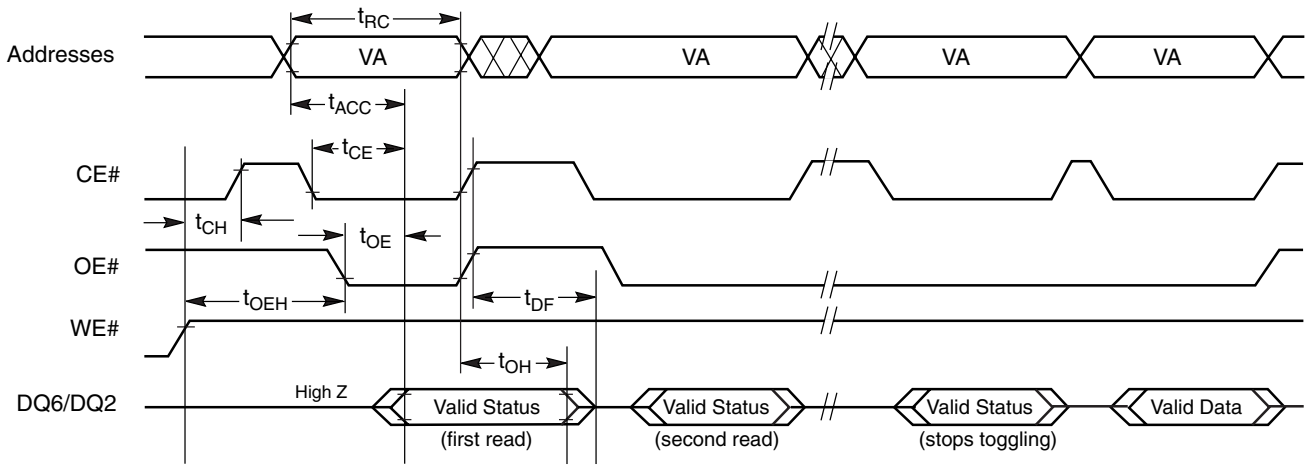 tRC
Addresses VA VA VA VA
tACC
tCE
CE#
tCH
tOE
OE#
tOEH
tDF
WE#
tOH
High Z
DQ6/DQ2 Valid Status Valid Status Valid Status Valid Data
(first read) (second read) (stops toggling)